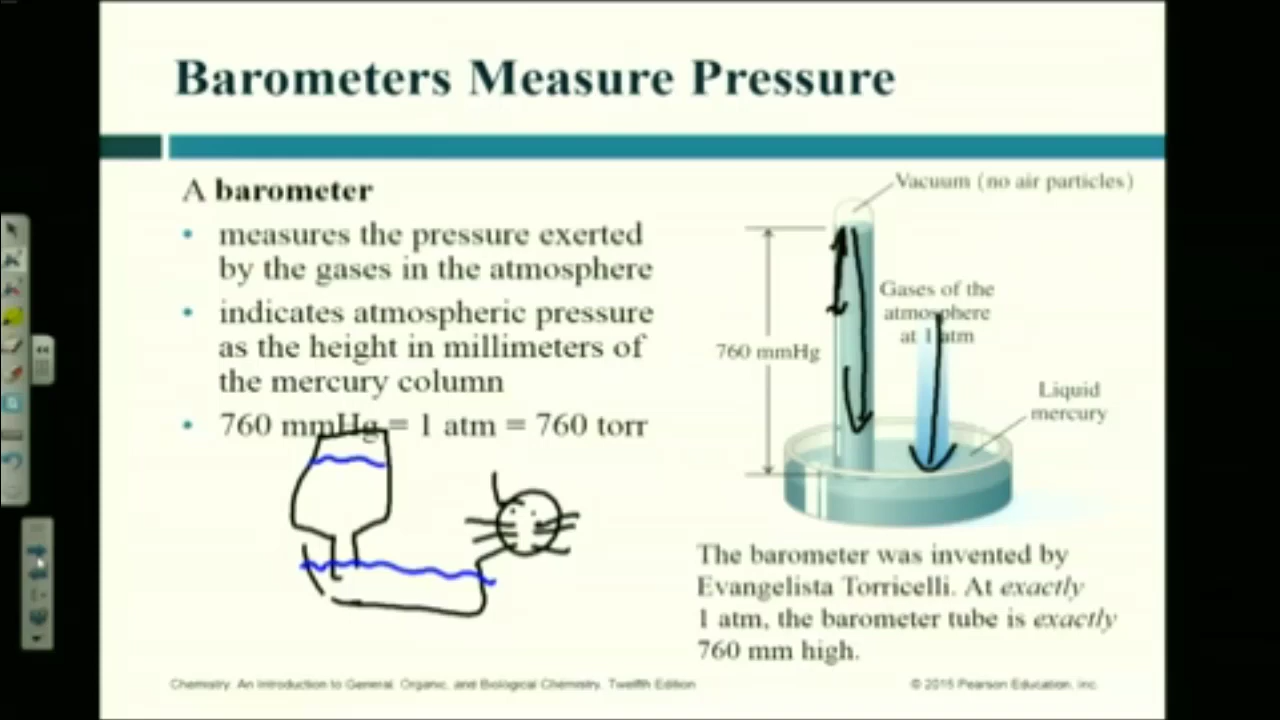 Barometers Measure Pressure
A barometer
• measures the pressure exerted
by the gases in the atmosphere
• indicates atmospheric pressure
as the height in millimeters of
the mercury column
• 760 mmHg = 1 atm = 760 torr
Vacuum (no air particles)
Gases of the
atmosphere
at 1 atm
760 mmHg
Liquid
mercury
The barometer was invented by
Evangelista Torricelli. At exactly
1 atm, the barometer tube is exactly
760 mm high.
Chemistry: An Introduction to General, Organic, and Biological Chemistry, Twelfth Edition
© 2015 Pearson Education, Inc.